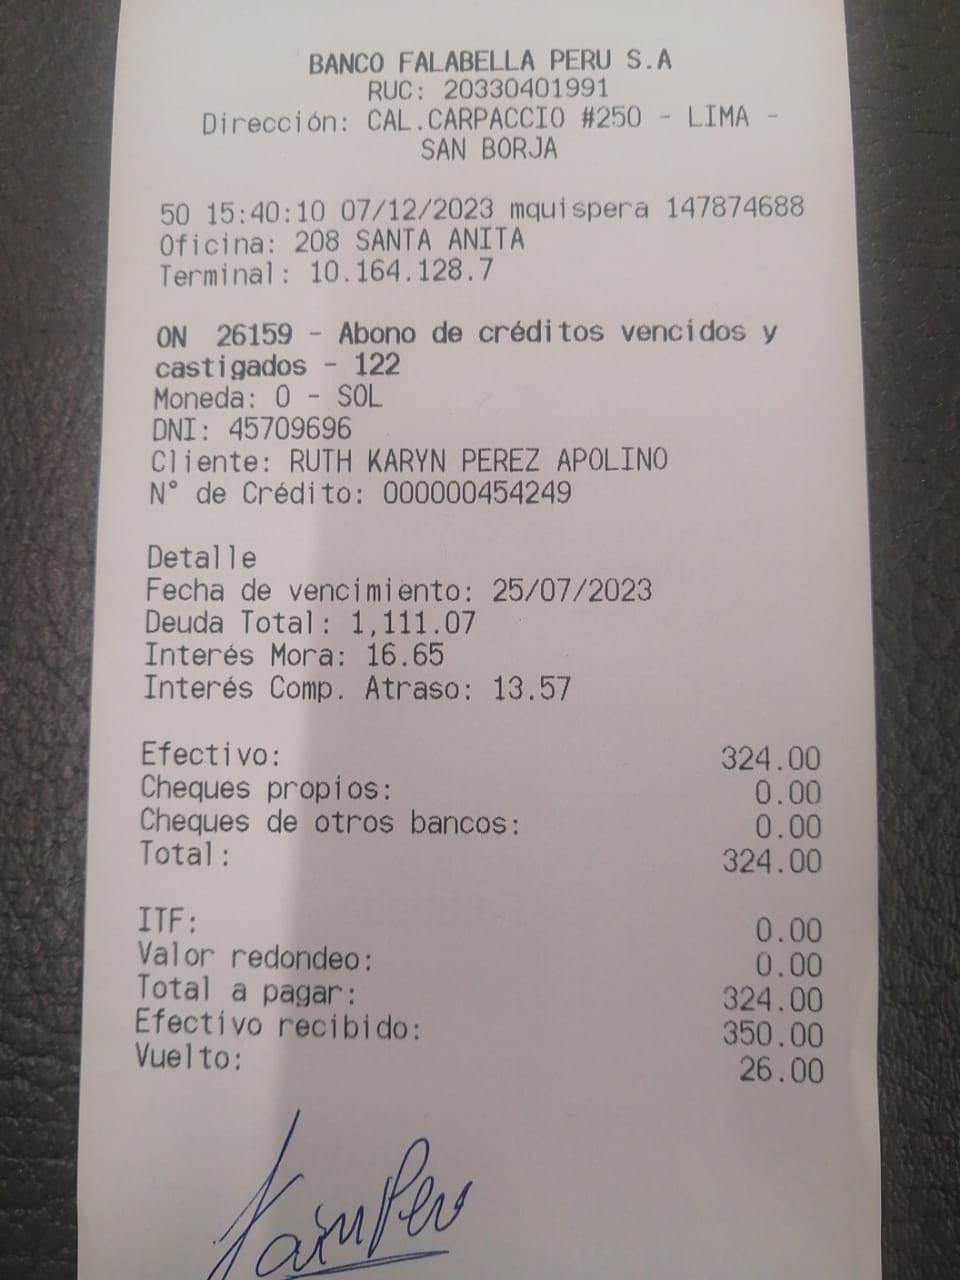 BANCO FALABELLA PERU S.A
RUC: 20330401991
Dirección: CAL.CARPACCIO #250 - LIMA -
SAN BORJA
50 15:40:10 07/12/2023 mquispera 147874688
Oficina: 208 SANTA ANITA
Terminal: 10.164.128.7
ON 26159 - Abono de créditos vencidos y
castigados - 122
Moneda: 0 - SOL
DNI: 45709696
Cliente: RUTH KARYN PEREZ APOLINO
N° de Crédito: 000000454249
Detalle
Fecha de vencimiento: 25/07/2023
Deuda Total: 1,111.07
Interés Mora: 16.65
Interés Comp. Atraso: 13.57
Efectivo: 324.00
Cheques propios: 0.00
Cheques de otros bancos: 0.00
Total: 324.00
ITF: 0.00
Valor redondeo: 0.00
Total a pagar: 324.00
Efectivo recibido: 350.00
Vuelto: 26.00